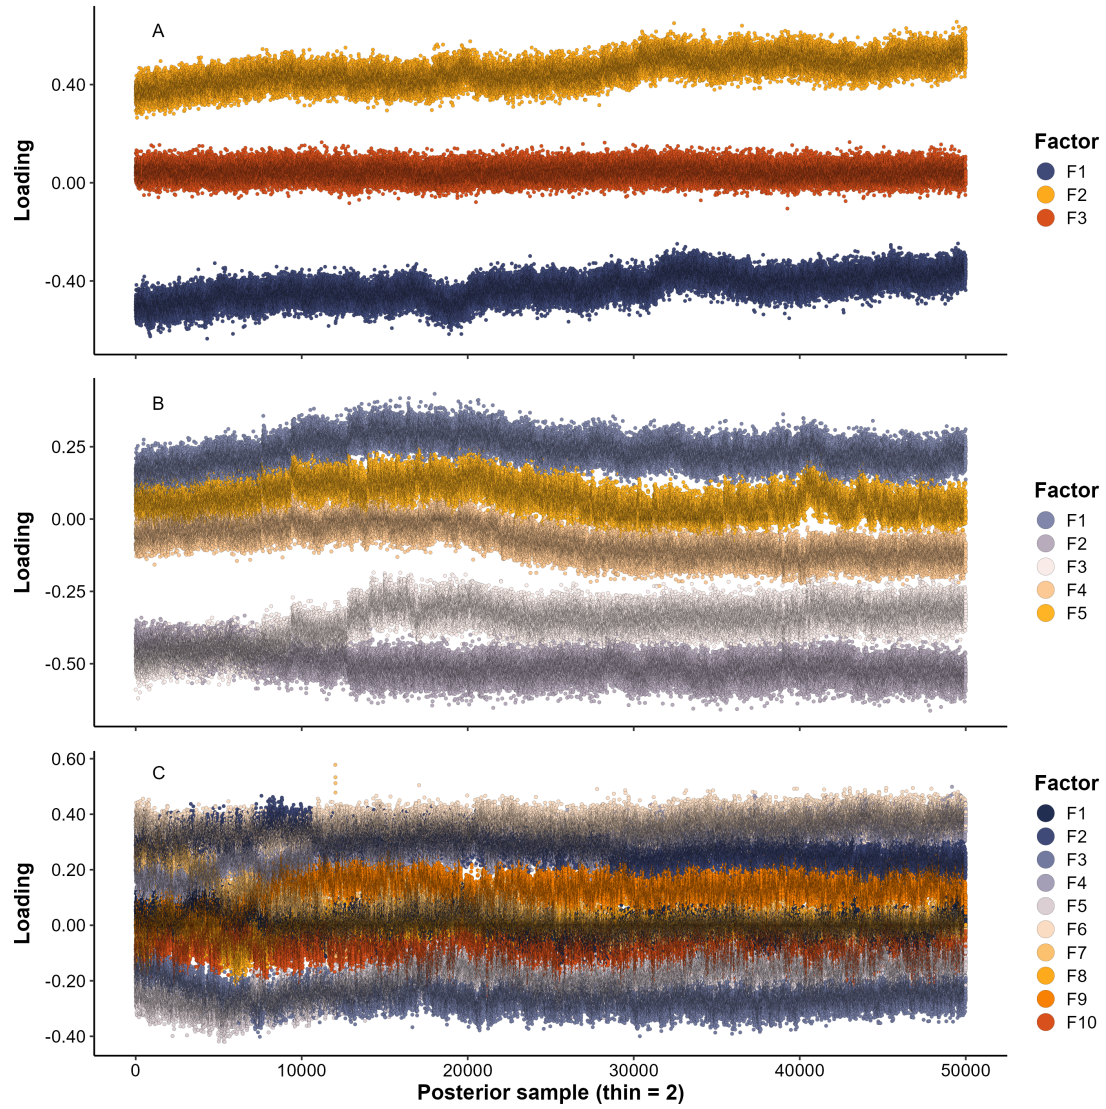 A
0.40
0.00
-0.40
Loading
Factor
F1
F2
F3
B
0.25
0.00
-0.25
-0.50
Loading
Factor
F1
F2
F3
F4
F5
C
0.60
0.40
0.20
0.00
-0.20
-0.40
Loading
Factor
F1
F2
F3
F4
F5
F6
F7
F8
F9
F10
0 10000 20000 30000 40000 50000
Posterior sample (thin = 2)